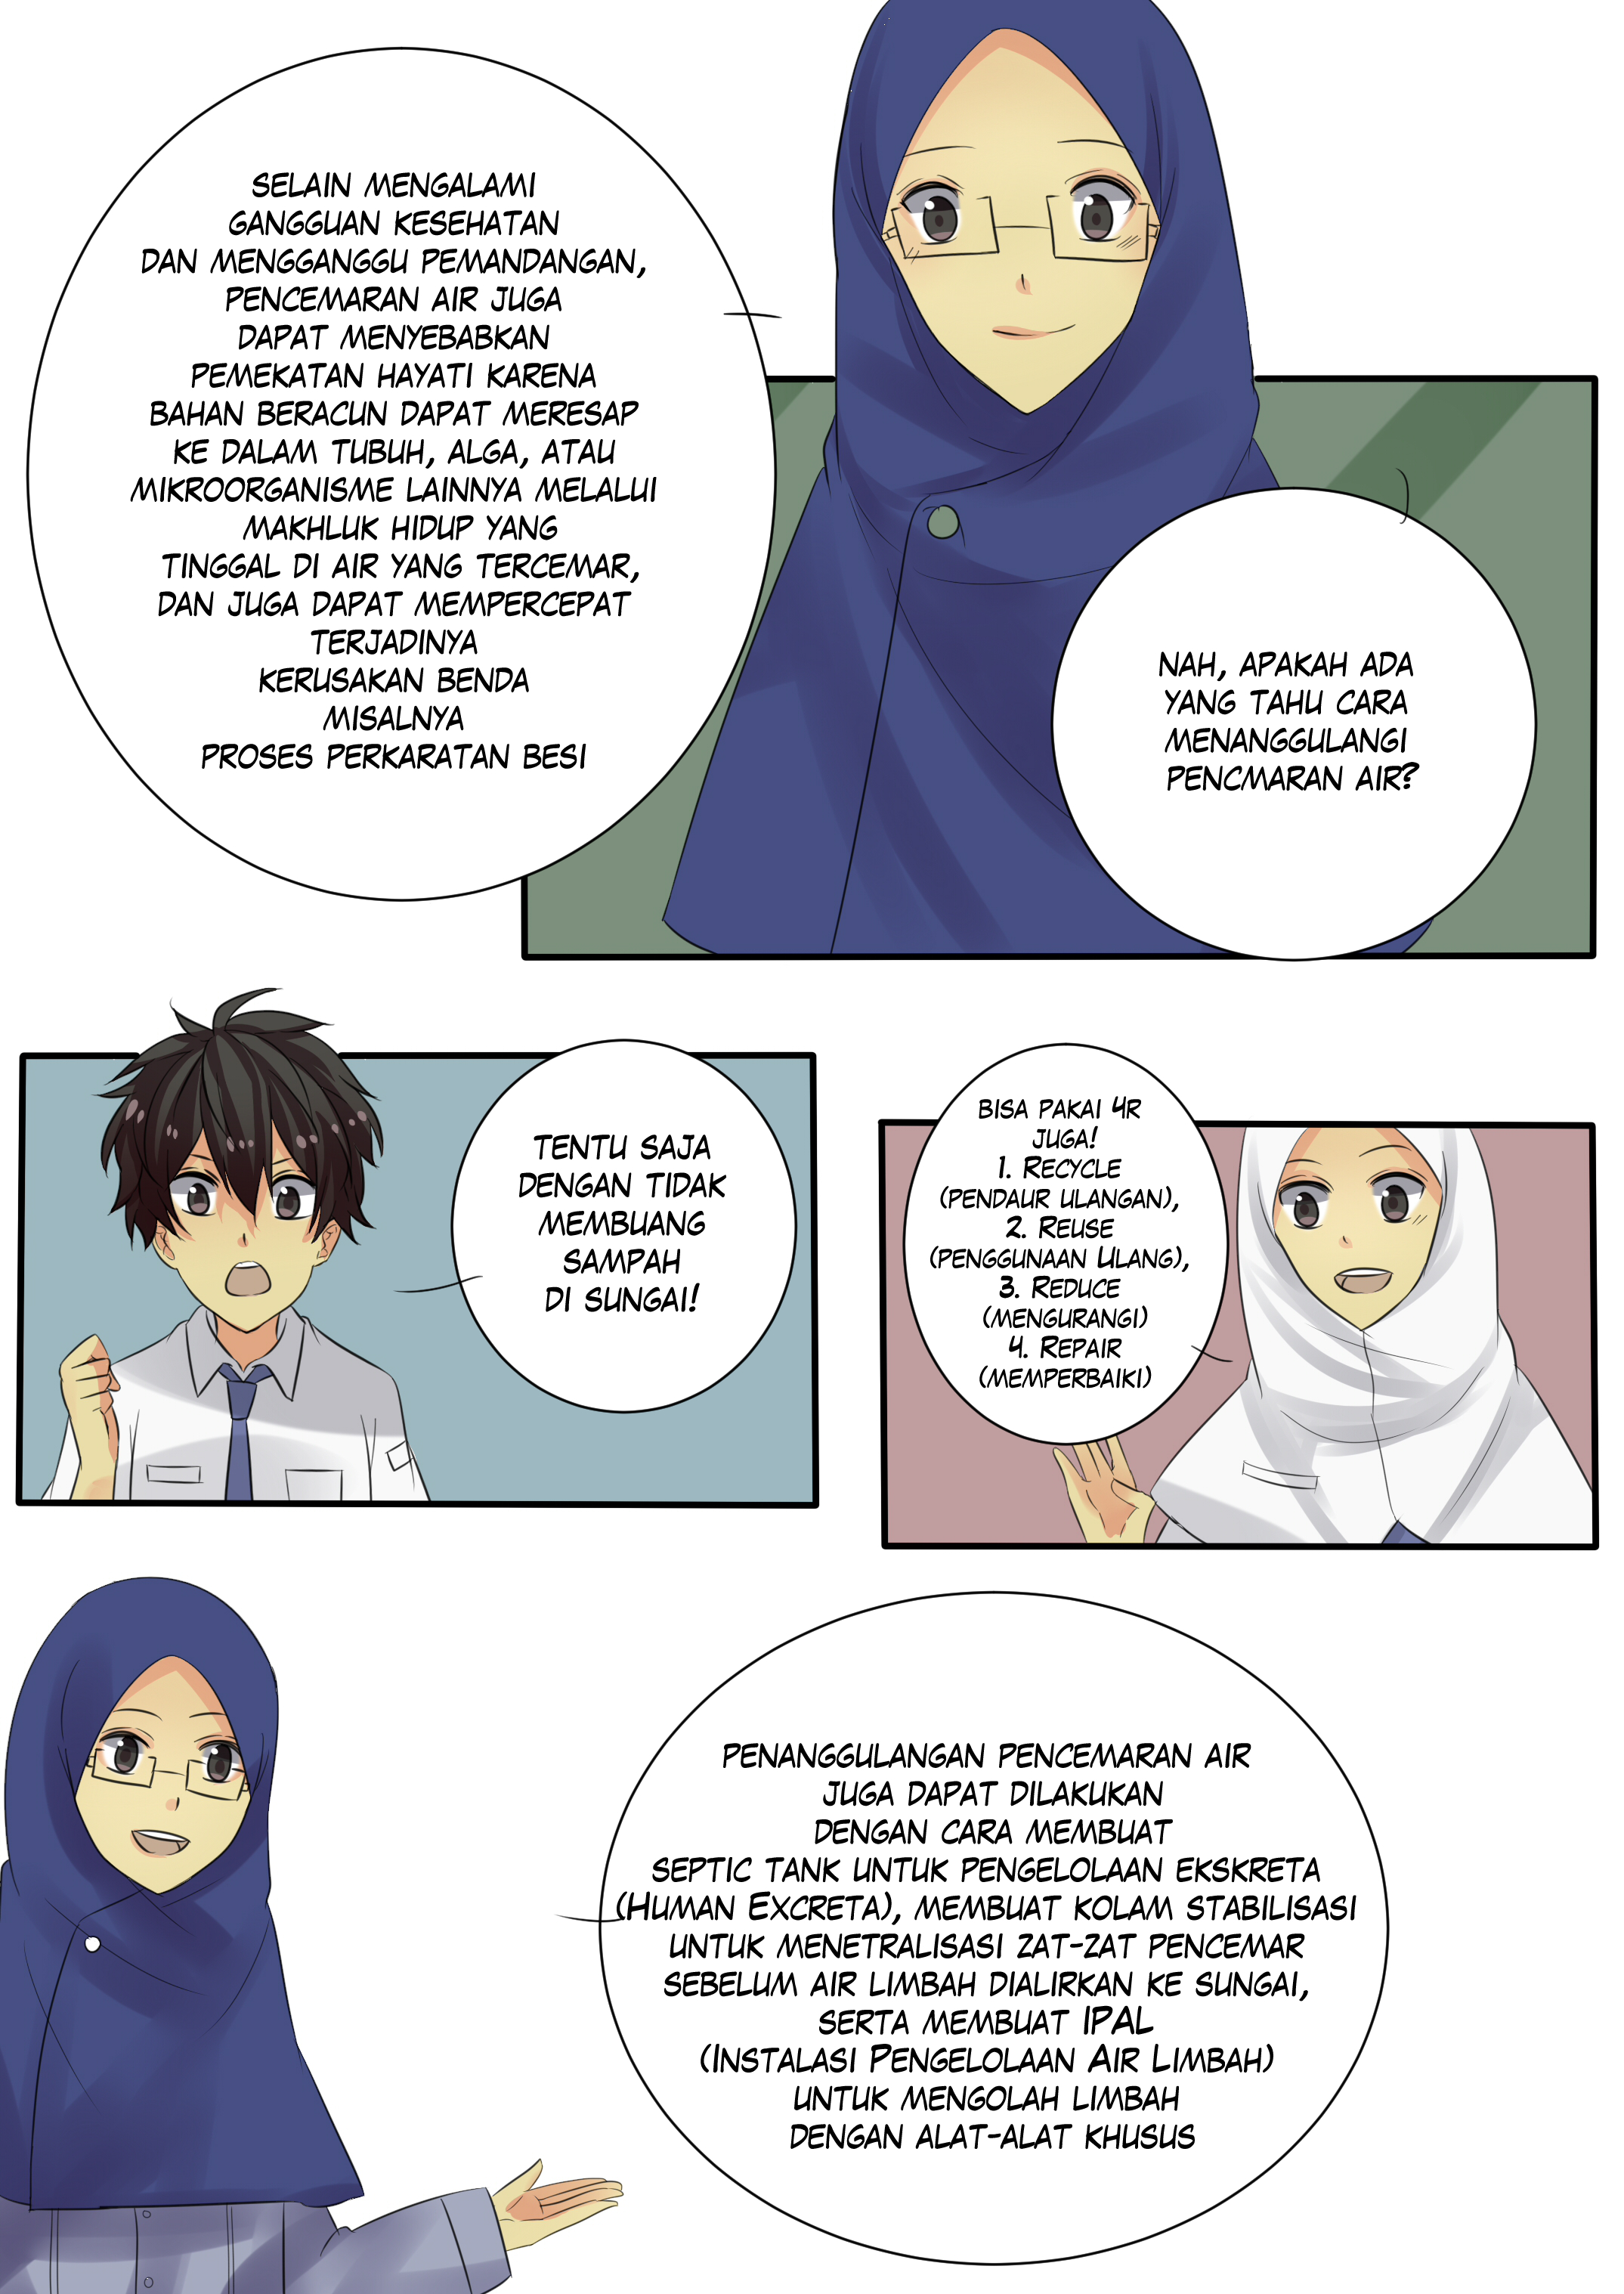 SELAIN MENGALAMI
GANGGUAN KESEHATAN
DAN MENGGANGGU PEMANDANGAN,
PENCEMARAN AIR JUGA
DAPAT MENYEBABKAN
PEMEKATAN HAYATI KARENA
BAHAN BERACUN DAPAT MERESAP
KE DALAM TUBUH, ALGA, ATAU
MIKROORGANISME LAINNYA MELALUI
MAKHLUK HIDUP YANG
TINGGAL DI AIR YANG TERCEMAR,
DAN JUGA DAPAT MEMPERCEPAT
TERJADINYA
KERUSAKAN BENDA
MISALNYA
PROSES PERKARATAN BESI
NAH, APAKAH ADA
YANG TAHU CARA
MENANGGULANGI
PENCMARAN AIR?
TENTU SAJA
DENGAN TIDAK
MEMBUANG
SAMPAH
DI SUNGAI!
BISA PAKAI 4R
JUGA!
1. RECYCLE
(PENDAUR ULANGAN),
2. REUSE
(PENGGUNAAN ULANG),
3. REDUCE
(MENGURANGI)
4. REPAIR
(MEMPERBAIKI)
PENANGGULANGAN PENCEMARAN AIR
JUGA DAPAT DILAKUKAN
DENGAN CARA MEMBUAT
SEPTIC TANK UNTUK PENGELOLAAN EKSKRETA
(HUMAN EXCRETA), MEMBUAT KOLAM STABILISASI
UNTUK MENETRALISASI ZAT-ZAT PENCEMAR
SEBELUM AIR LIMBAH DIALIRKAN KE SUNGAI,
SERTA MEMBUAT IPAL
(INSTALASI PENGELOLAAN AIR LIMBAH)
UNTUK MENGOLAH LIMBAH
DENGAN ALAT-ALAT KHUSUS